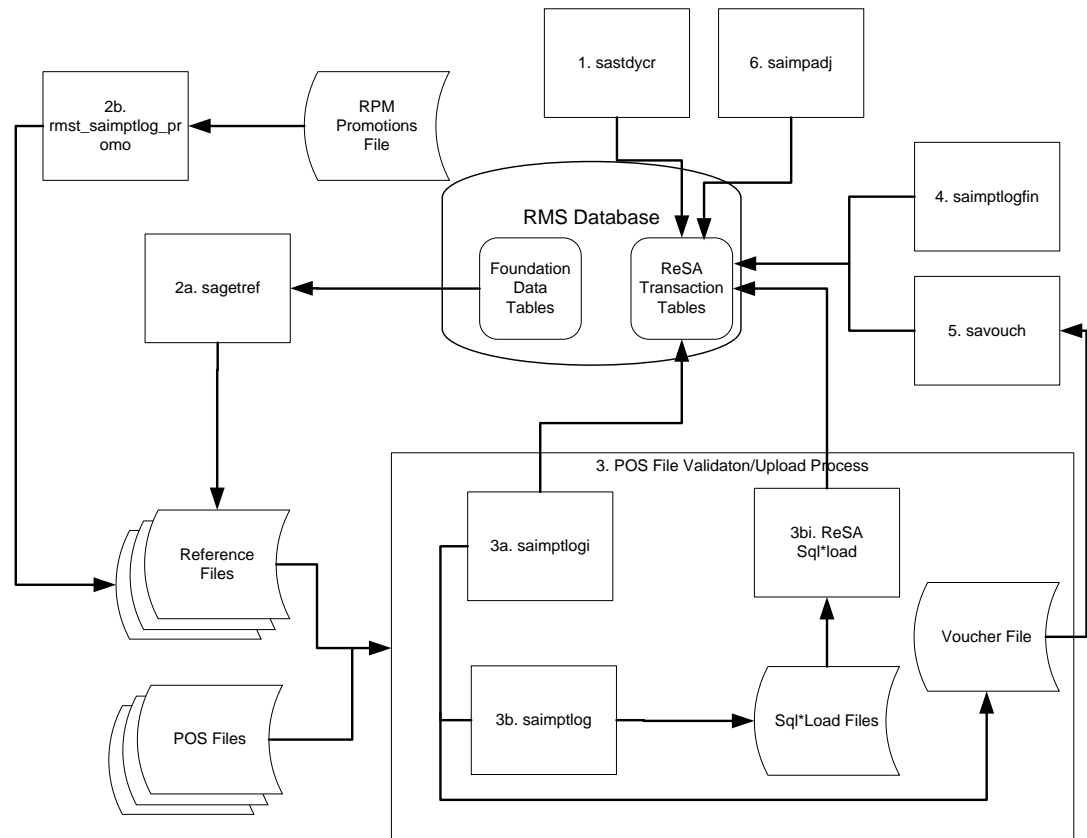 1. sastdycr
6. saimpadj
2b.
rmst_saimptlog_pr
omo
RPM
Promotions
File
4. saimptlogfin
RMS Database
2a. sagetref
Foundation
Data
Tables
ReSA
Transaction
Tables
5. savouch
3. POS File Validaton/Upload Process
Reference
Files
3a. saimptlogi
3bi. ReSA
Sql*load
Voucher File
POS Files
3b. saimptlog
Sql*Load Files